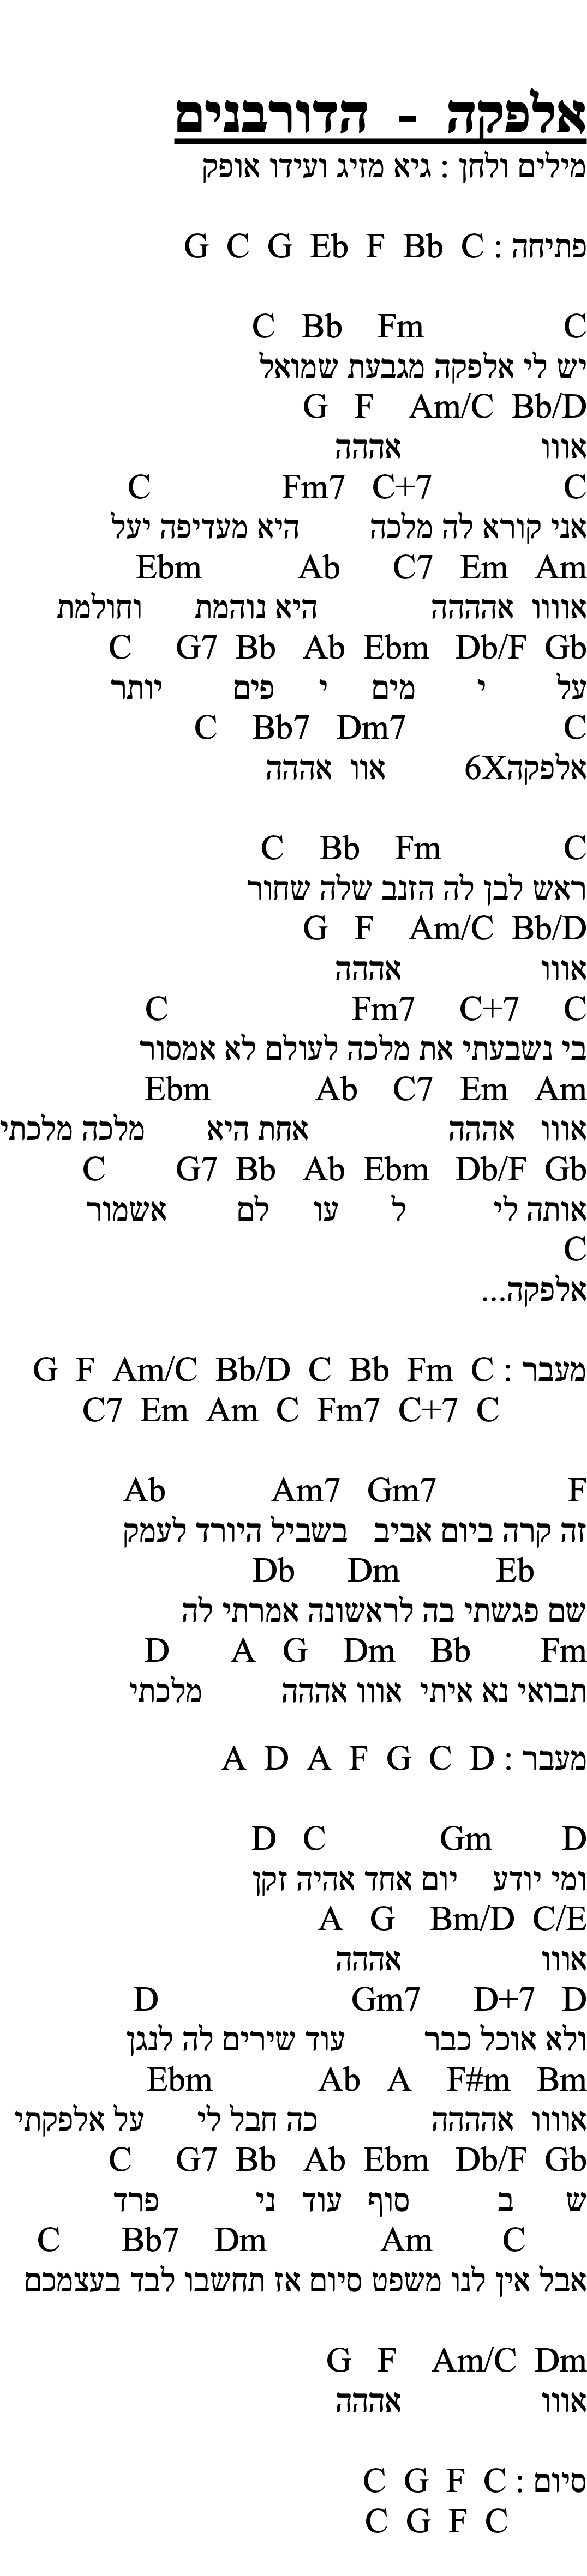 אלפקה - הדורבנים
מילים ולחן : גיא מזיג ועידו אופק
פתיחה : G C G Eb F Bb C
C Bb Fm C
יש לי אלפקה מגבעת שמואל
G F Am/C Bb/D
אווו אההה
C Fm7 C+7 C
אני קורא לה מלכה היא מעדיפה יעל
Ebm Ab C7 Em Am
אוווו אההההה היא נוהמת וחולמת
C G7 Bb Ab Ebm Db/F Gb
על י מים י פים יותר
C Bb7 Dm7 C
אלפקה6X אוו אההה
C Bb Fm C
ראש לבן לה הזנב שלה שחור
G F Am/C Bb/D
אווו אההה
C Fm7 C+7 C
בי נשבעתי את מלכה לעולם לא אמסור
Ebm Ab C7 Em Am
אווו אהההה אחת היא מלכה מלכתי
C G7 Bb Ab Ebm Db/F Gb
אותה לי ל עו לם אשמור
C
אלפקה...
מעבר : G F Am/C Bb/D C Bb Fm C
C7 Em Am C Fm7 C+7 C
Ab Am7 Gm7 F
זה קרה ביום אביב בשביל היורד לעמק
Db Dm Eb
שם פגשתי בה לראשונה אמרתי לה
D A G Dm Bb Fm
תבואי נא איתי אווו אהההה מלכתי
מעבר : A D A F G C D
D C Gm D
ומי יודע יום אחד אהיה זקן
A G Bm/D C/E
אווו אההה
D Gm7 D+7 D
ולא אוכל כבר עוד שירים לה לנגן
Ebm Ab A F#m Bm
אוווו אההההה כה חבל לי על אלפקתי
C G7 Bb Ab Ebm Db/F Gb
ש ב סוף עוד ני פרד
C Bb7 Dm Am C
אבל אין לנו משפט סיום אז תחשבו לבד בעצמכם
G F Am/C Dm
אווו אההה
סיום : C G F C
C G F C